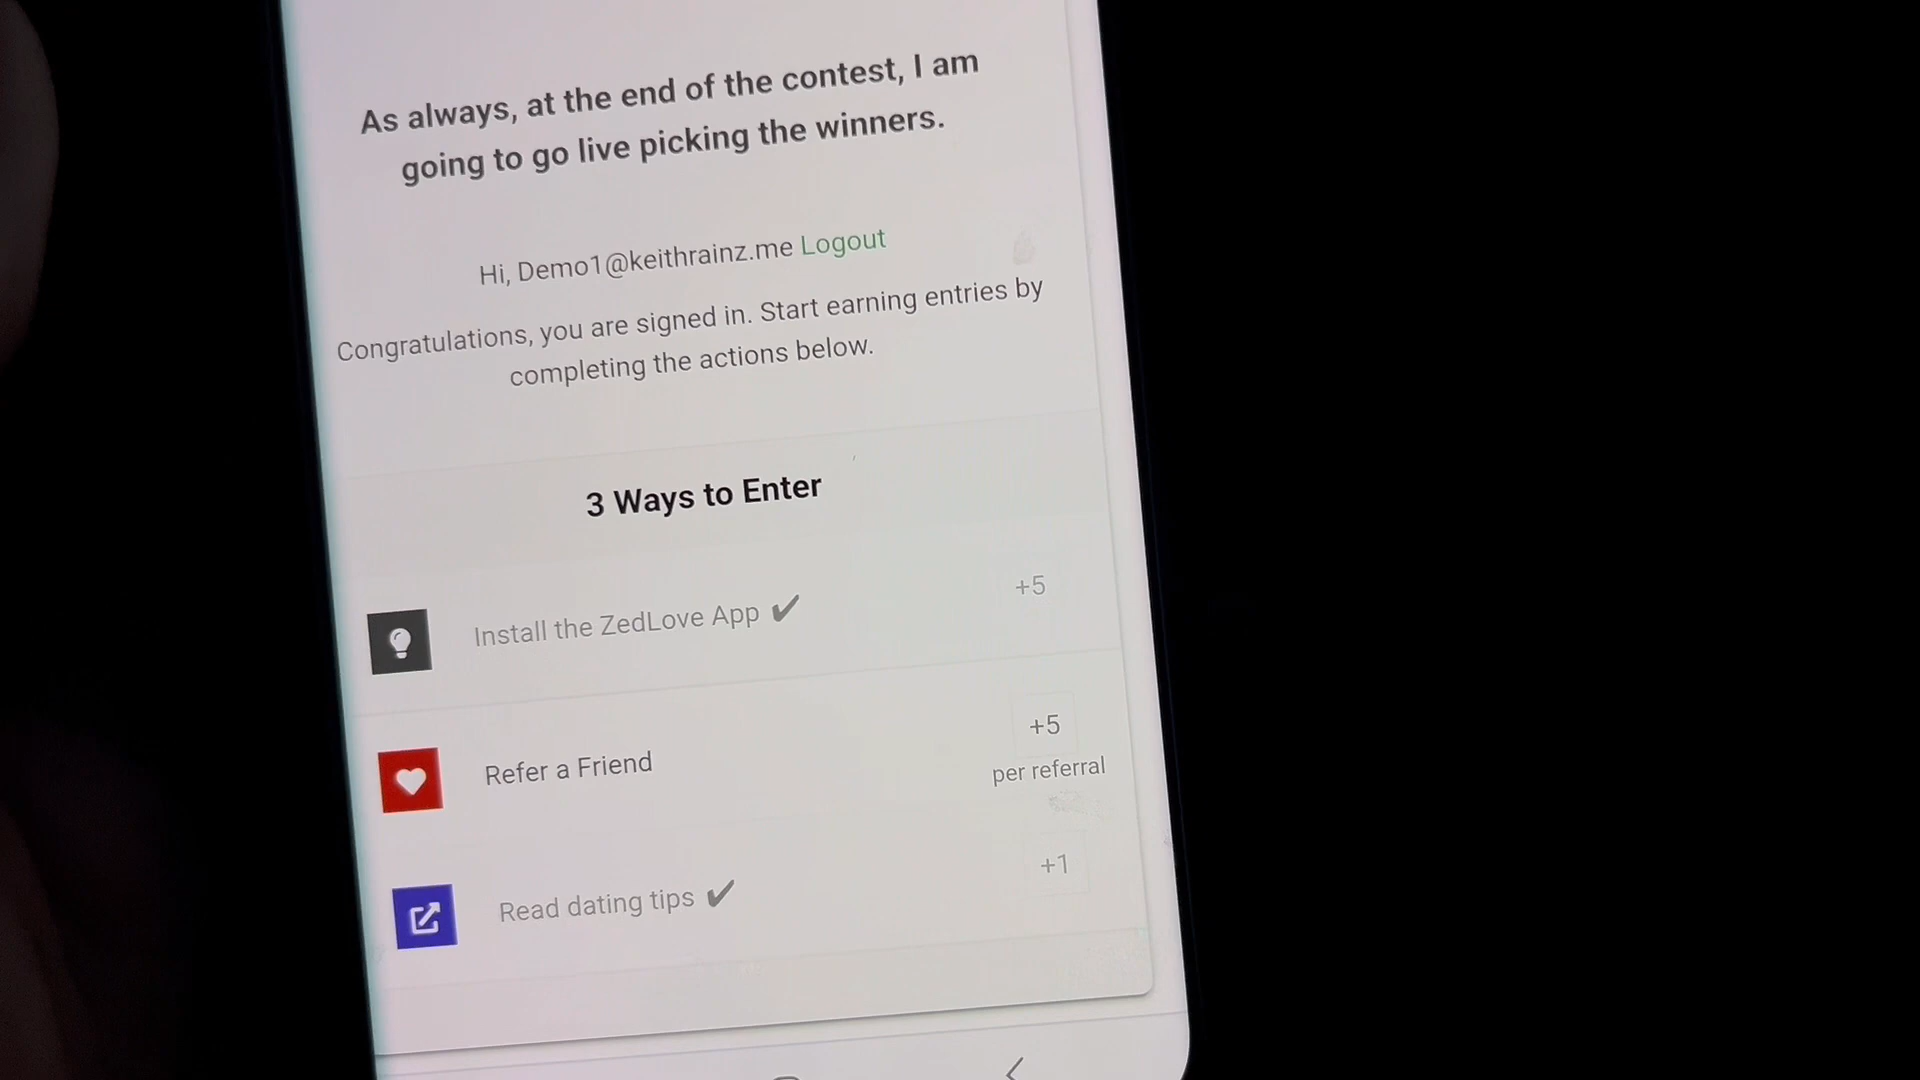 As always, at the end of the contest, I am
going to go live picking the winners.
Hi, Demo1@keithrainz.me Logout
Congratulations, you are signed in. Start earning entries by
completing the actions below.
3 Ways to Enter
Install the ZedLove App ✔ +5
Refer a Friend +5
per referral
Read dating tips ✔ +1